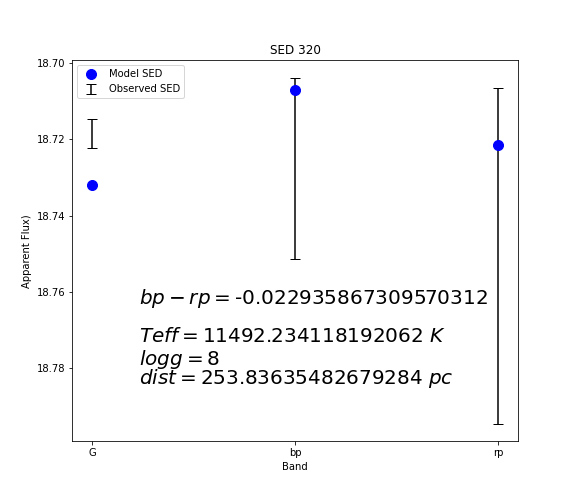 SED 320
Model SED
Observed SED
18.70
18.72
18.74
18.76
18.78
Apparent Flux)
bp − rp = -0.022935867309570312
Teff = 11492.234118192062 K
logg = 8
dist = 253.83635482679284 pc
G bp rp
Band